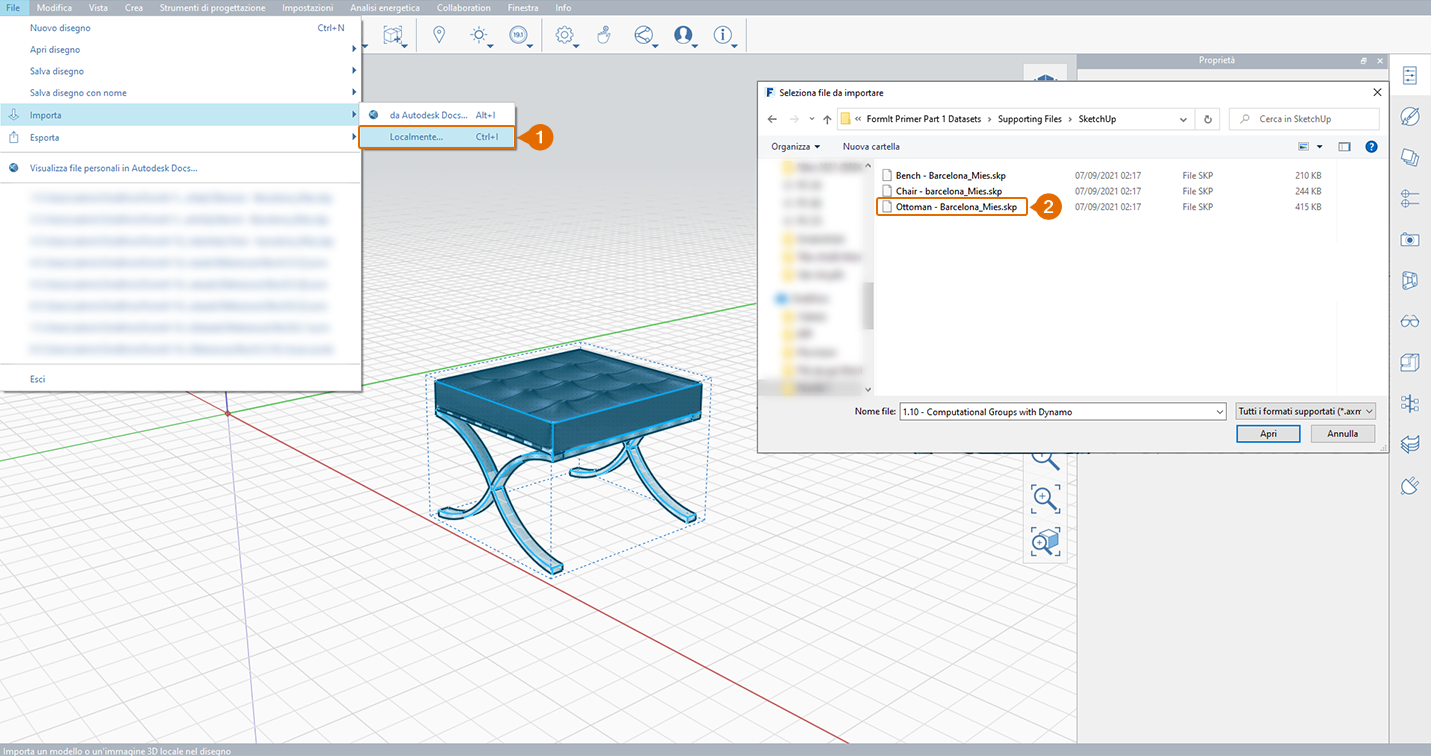 File Modifica Vista Crea Strumenti di progettazione Impostazioni Analisi energetica Collaboration Finestra Info
Nuovo disegno Ctrl+N
Apri disegno
Salva disegno
Salva disegno con nome
Importa
Esporta
Visualizza file personali in Autodesk Docs...
Esci
da Autodesk Docs... Alt+I
Localmente... Ctrl+I
1
19.1
Proprietà
Seleziona file da importare
« FormIt Primer Part 1 Datasets › Supporting Files › SketchUp
Cerca in SketchUp
Organizza Nuova cartella
Bench - Barcelona_Mies.skp 07/09/2021 02:17 File SKP 210 KB
Chair - barcelona_Mies.skp 07/09/2021 02:17 File SKP 244 KB
Ottoman - Barcelona_Mies.skp 07/09/2021 02:17 File SKP 415 KB
2
Nome file: 1.10 - Computational Groups with Dynamo Tutti i formati supportati (*.axm
Apri Annulla
Importa un modello o un'immagine 3D locale nel disegno